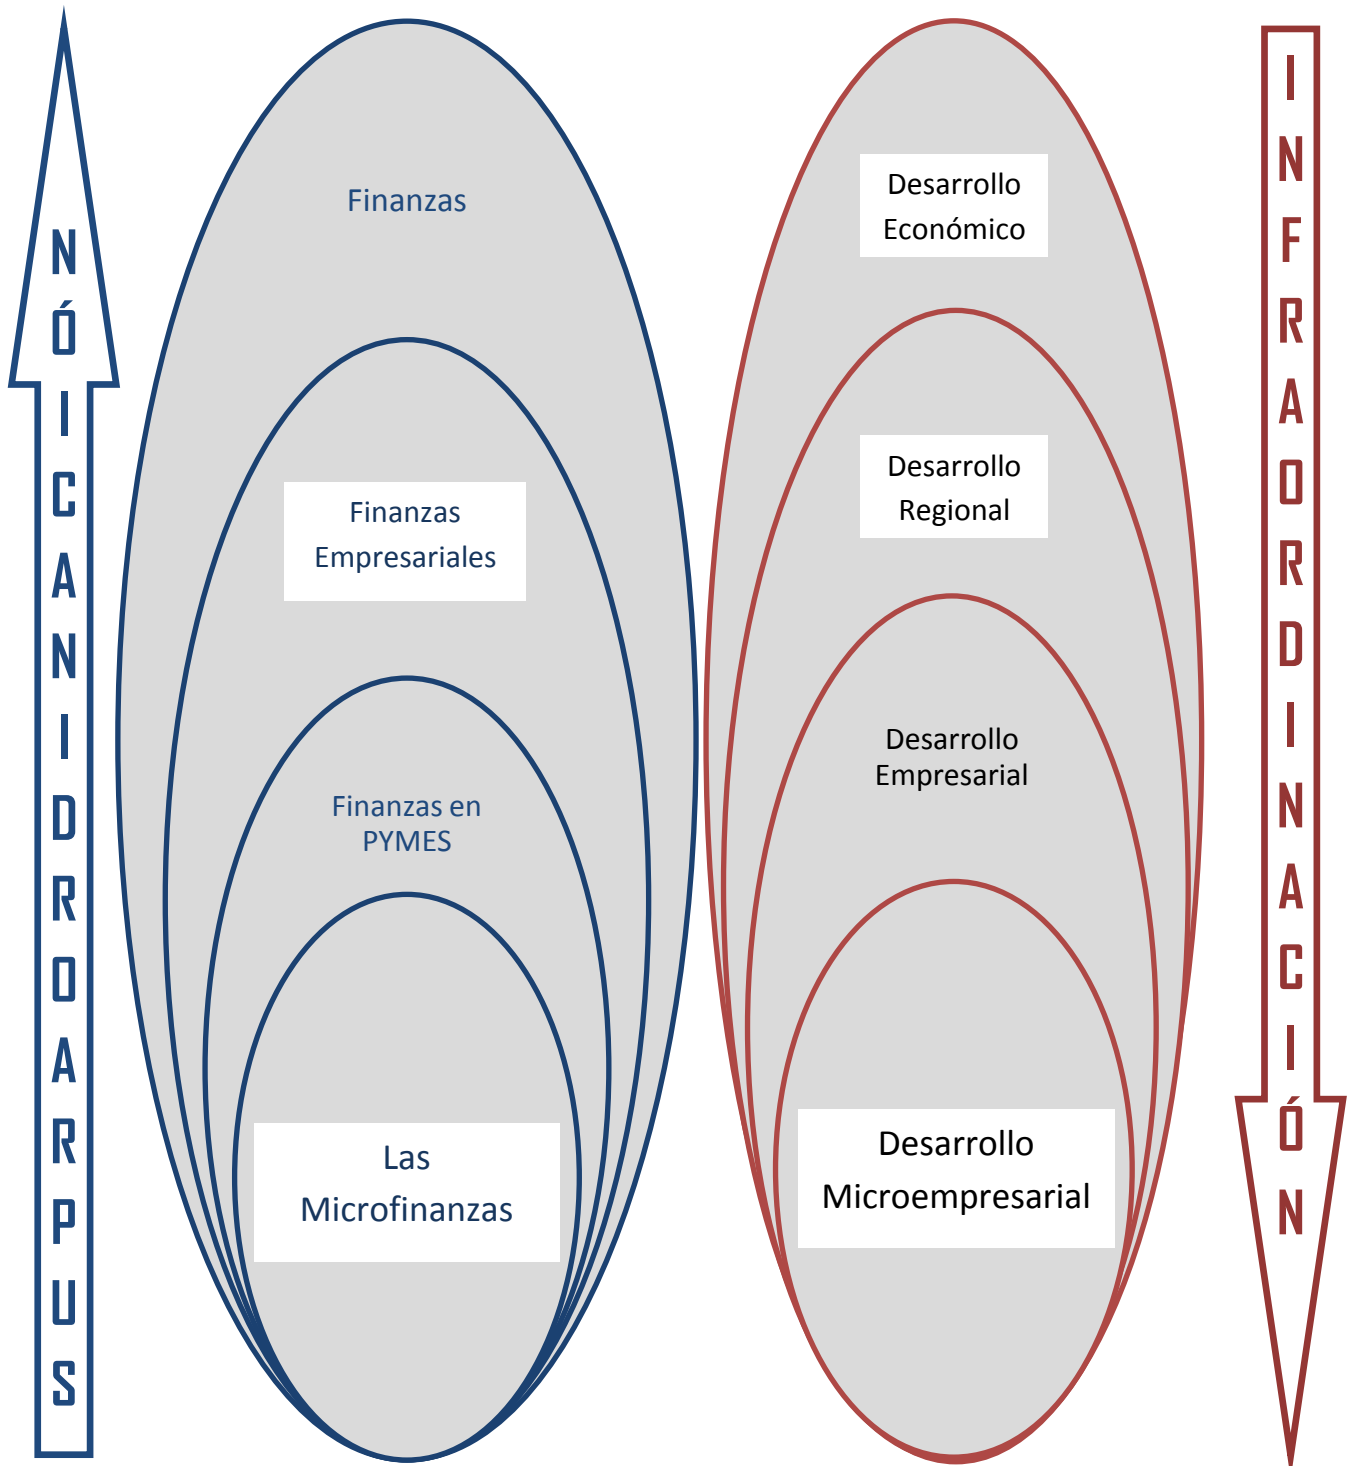 SUPRAORDINACIÓN
Finanzas
Finanzas
Empresariales
Finanzas en
PYMES
Las
Microfinanzas
Desarrollo
Económico
Desarrollo
Regional
Desarrollo
Empresarial
Desarrollo
Microempresarial
INFRAORDINACIÓN